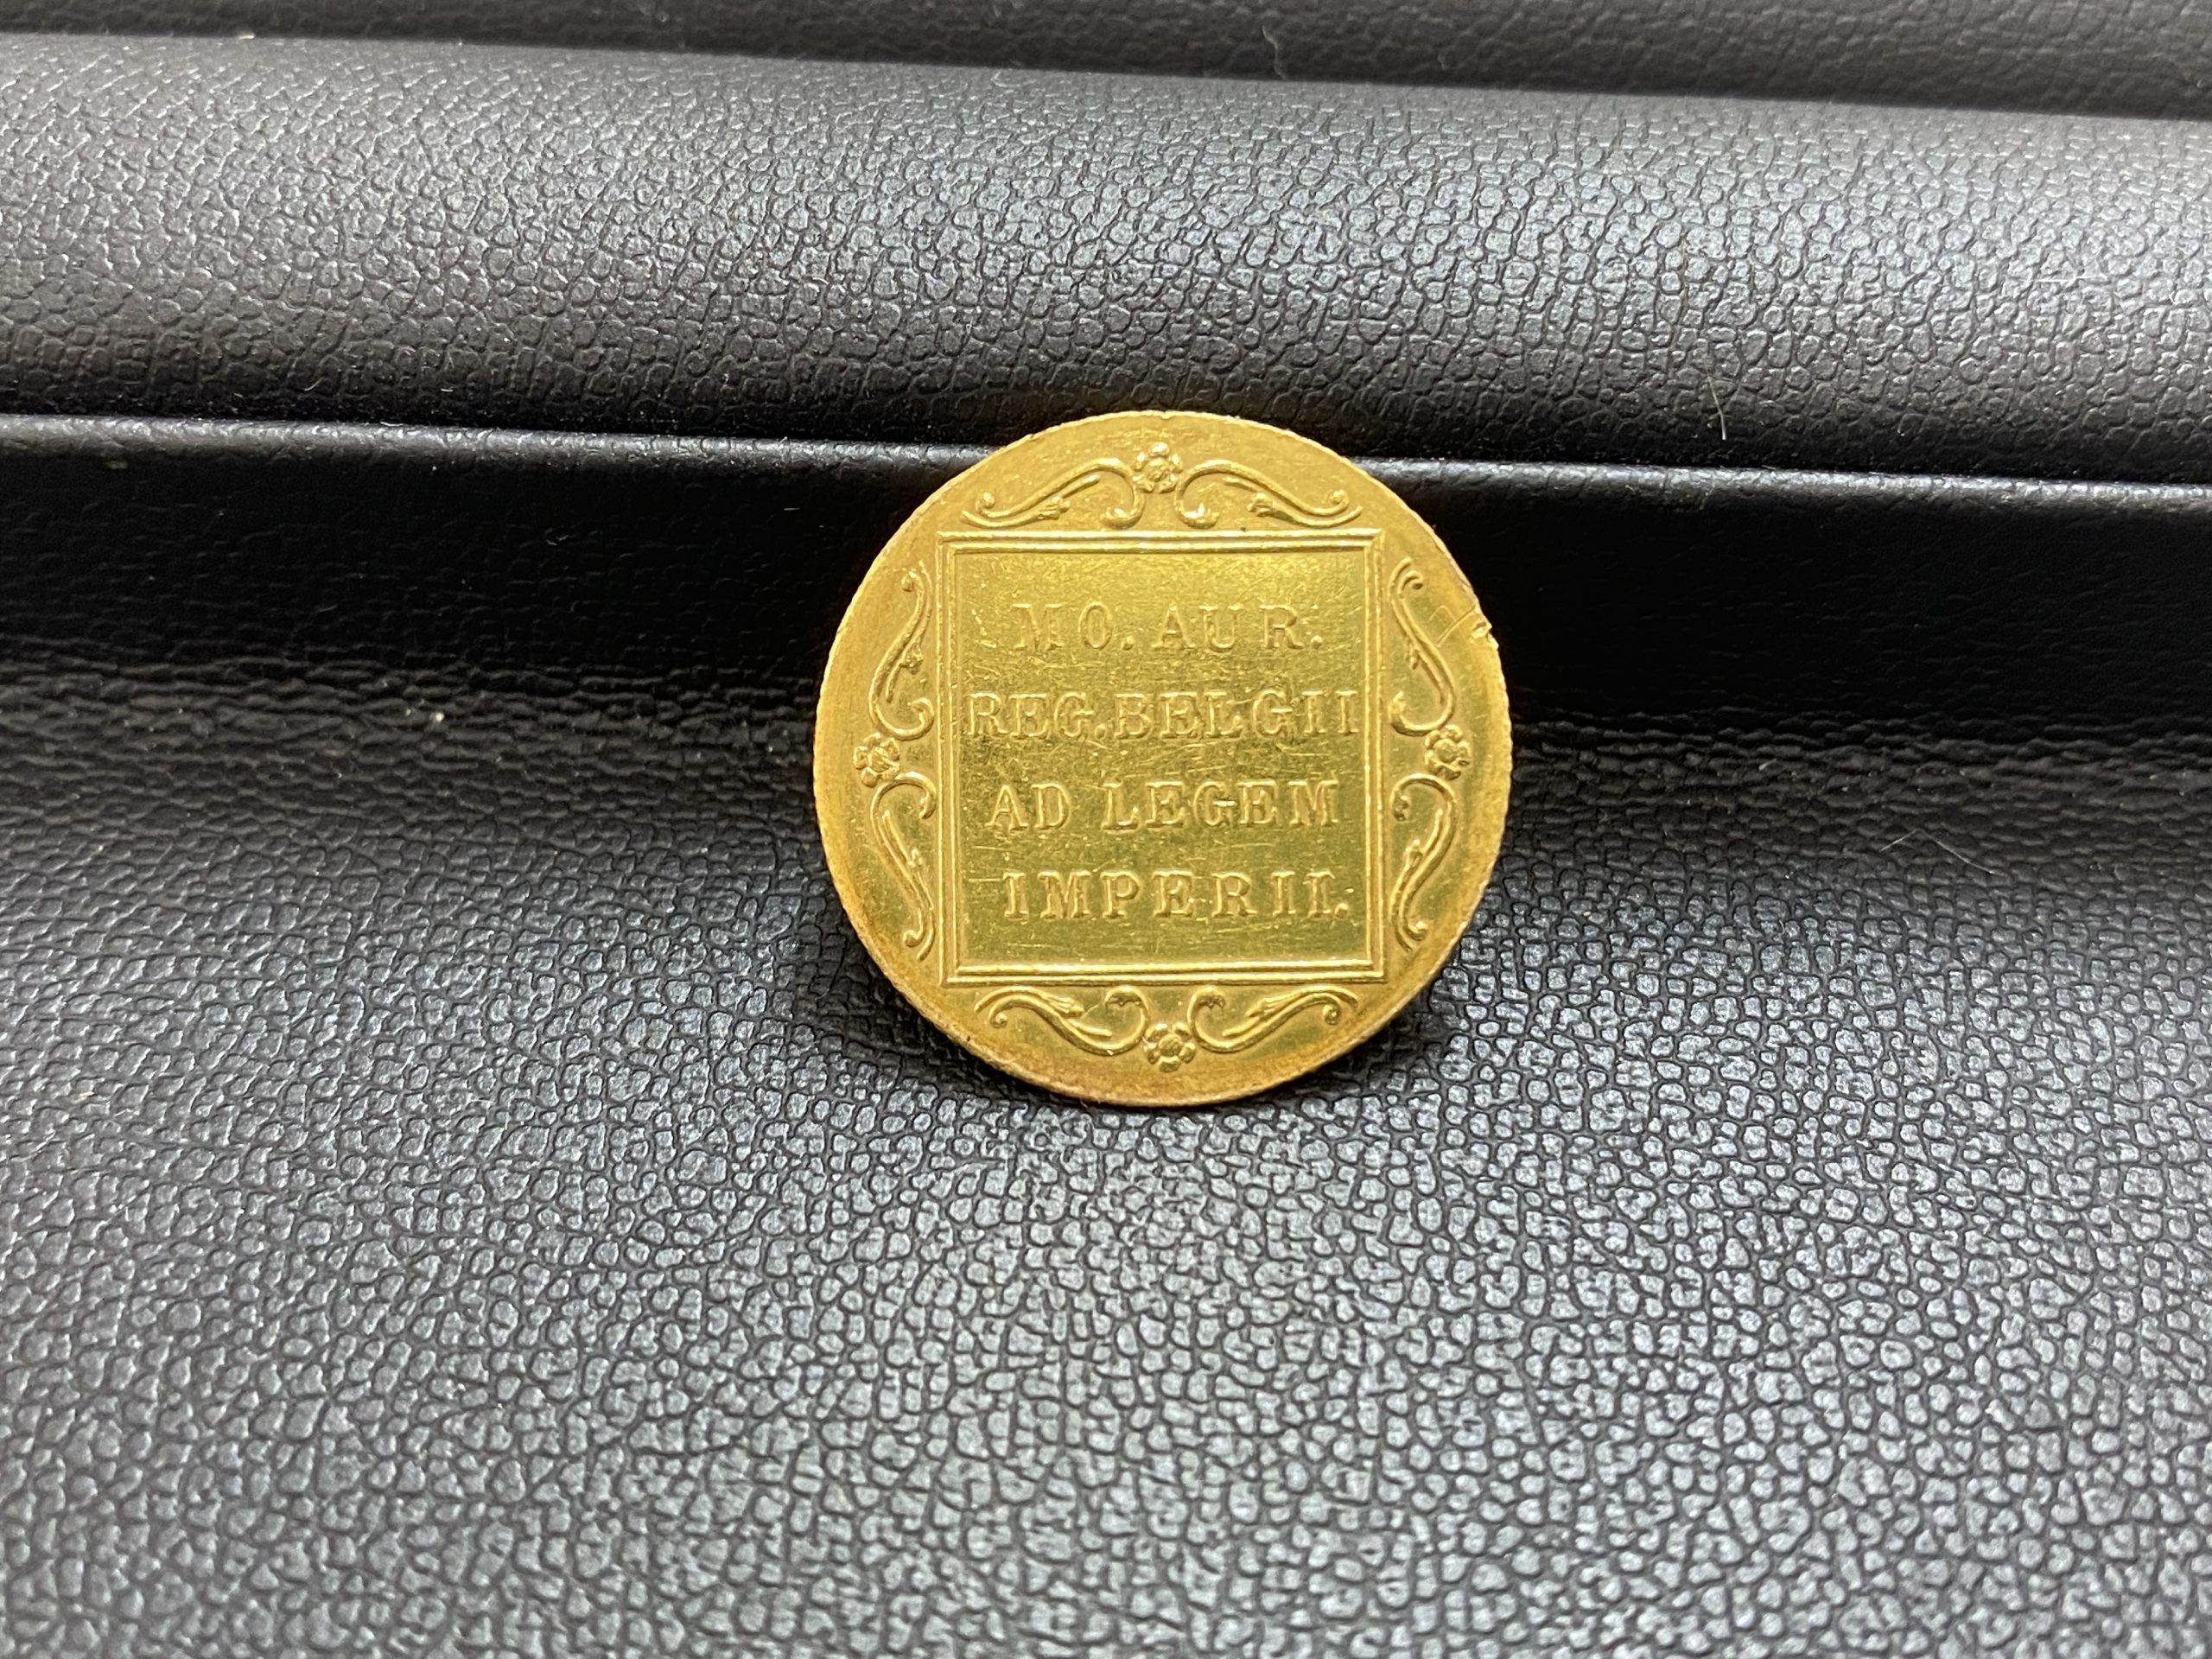 MO. AUR.
REG. BELGII
AD LEGEM
IMPERII.